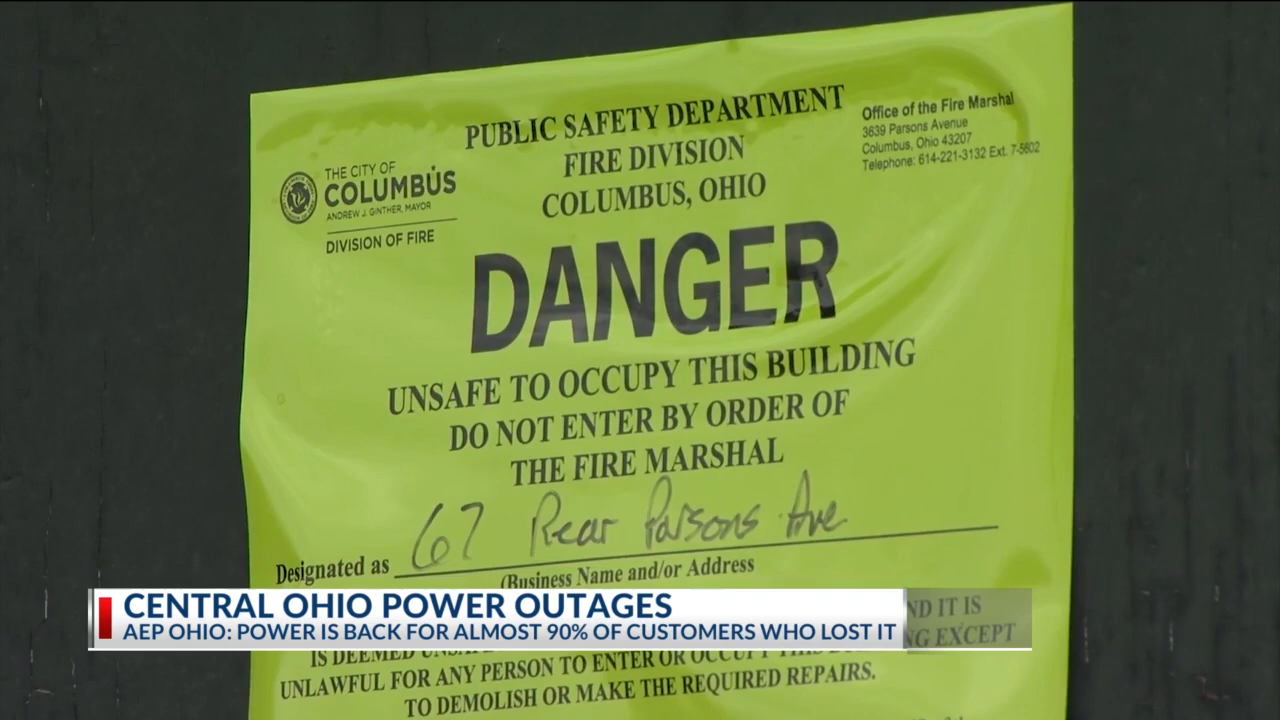 PUBLIC SAFETY DEPARTMENT
FIRE DIVISION
COLUMBUS, OHIO
Office of the Fire Marshal
3639 Parsons Avenue
Columbus, Ohio 43207
Telephone: 614-221-3132 Ext. 7-5602
THE CITY OF
COLUMBUS
ANDREW J. GINTHER, MAYOR
DIVISION OF FIRE
DANGER
UNSAFE TO OCCUPY THIS BUILDING
DO NOT ENTER BY ORDER OF
THE FIRE MARSHAL
Designated as 67 Rear Parsons Ave
(Business Name and/or Address
CENTRAL OHIO POWER OUTAGES
AEP OHIO: POWER IS BACK FOR ALMOST 90% OF CUSTOMERS WHO LOST IT
IT IS
EXCEPT
IS DEEMED
UNLAWFUL FOR ANY PERSON TO ENTER OR OCCUPY THIS
TO DEMOLISH OR MAKE THE REQUIRED REPAIRS.